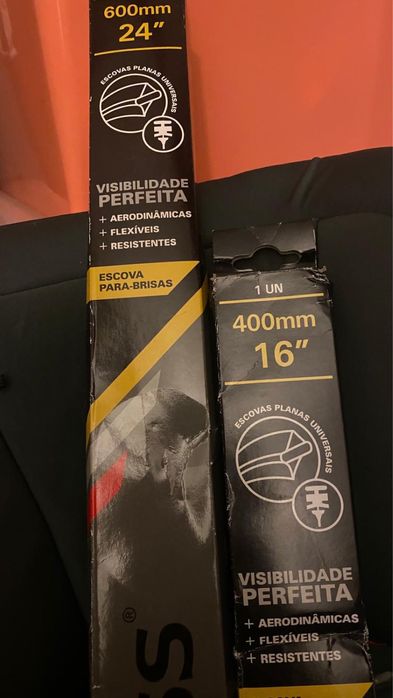 600mm
24"
ESCOVAS PLANAS UNIVERSAIS
VISIBILIDADE
PERFEITA
+ AERODINÂMICAS
+ FLEXÍVEIS
+ RESISTENTES
ESCOVA
PARA-BRISAS
SS®
1 UN
400mm
16"
ESCOVAS PLANAS UNIVERSAIS
VISIBILIDADE
PERFEITA
+ AERODINÂMICAS
+ FLEXÍVEIS
+ RESISTENTES